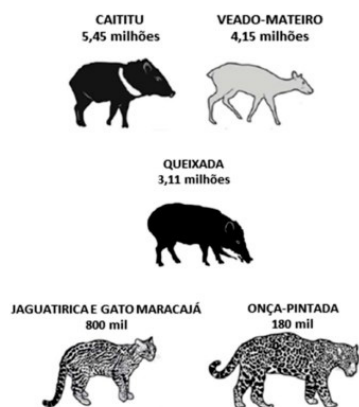 CAITITU
5,45 milhões
VEADO-MATEIRO
4,15 milhões
QUEIXADA
3,11 milhões
JAGUATIRICA E GATO MARACAJÁ
800 mil
ONÇA-PINTADA
180 mil